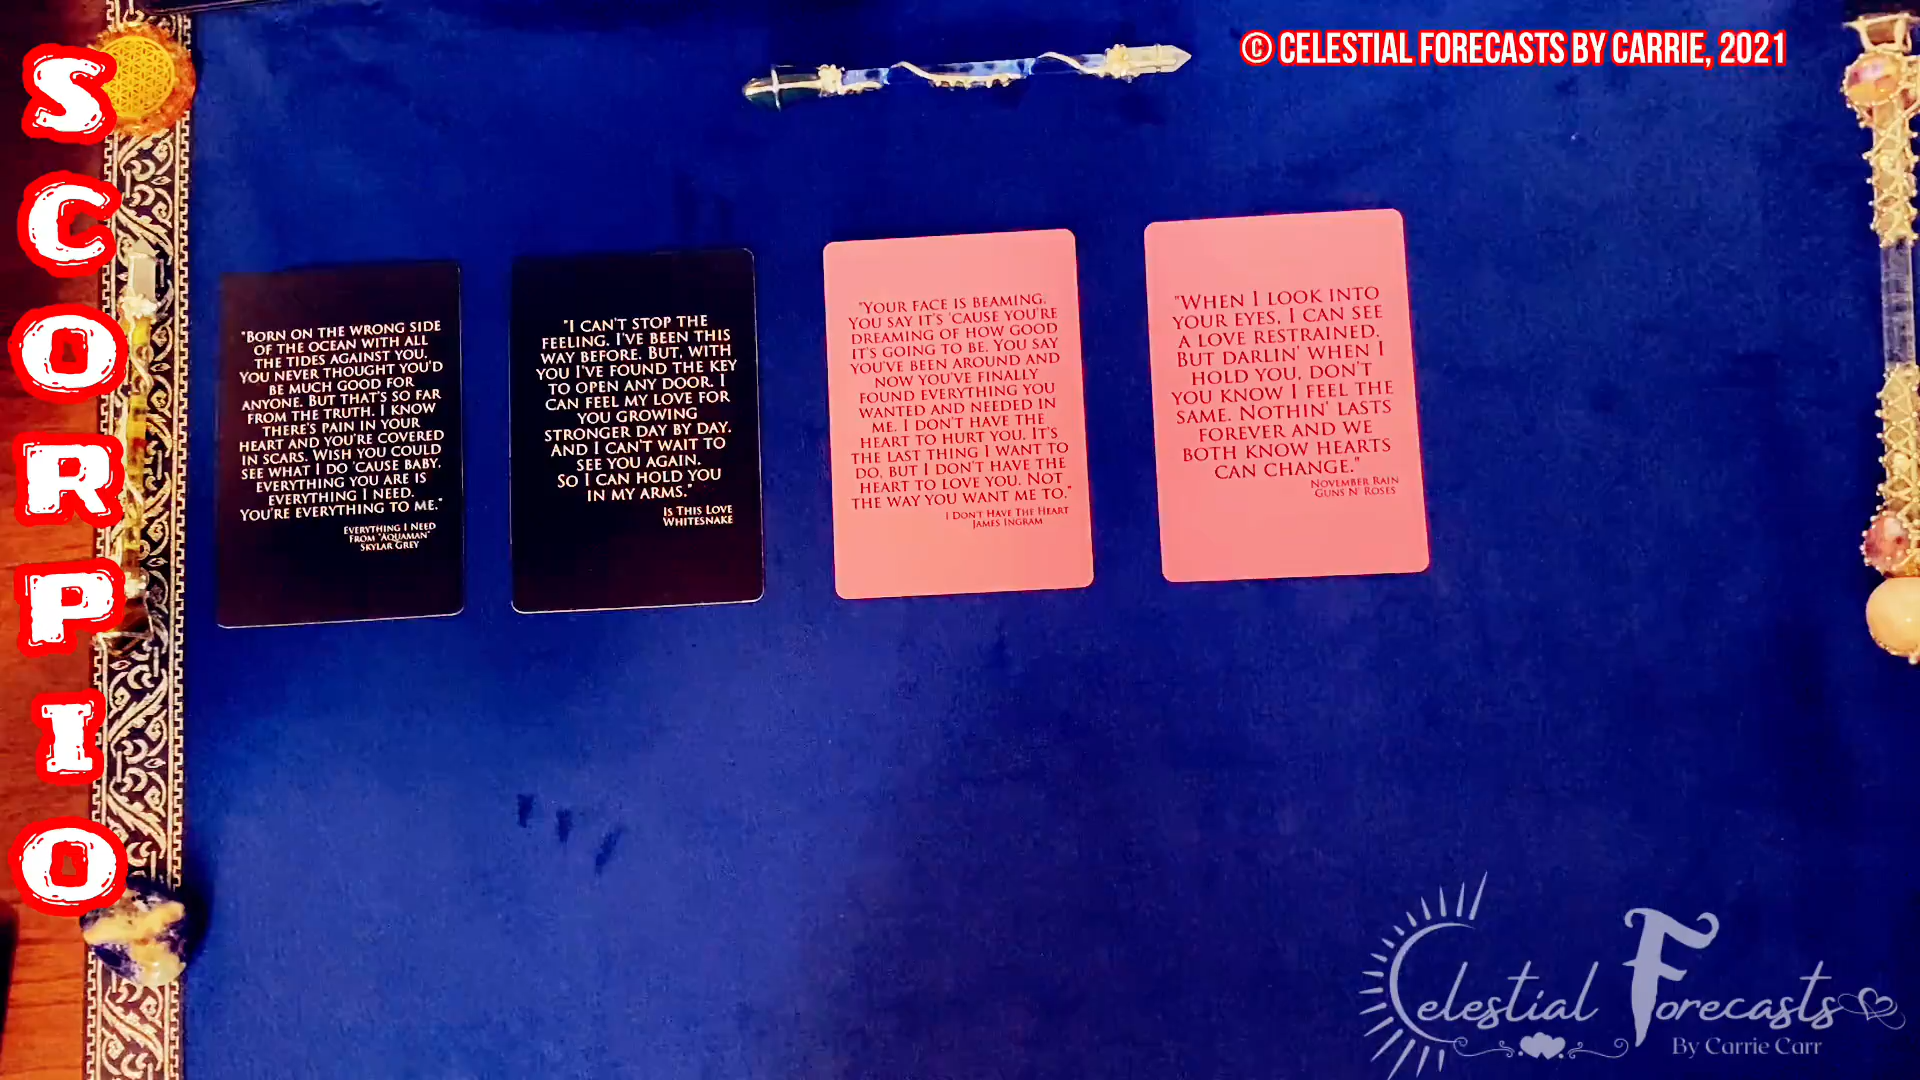 SCORPIO
© CELESTIAL FORECASTS BY CARRIE, 2021
"BORN ON THE WRONG SIDE
OF THE OCEAN WITH ALL
THE TIDES AGAINST YOU.
YOU NEVER THOUGHT YOU'D
BE MUCH GOOD FOR
ANYONE. BUT THAT'S SO FAR
FROM THE TRUTH. I KNOW
THERE'S PAIN IN YOUR
HEART AND YOU'RE COVERED
IN SCARS. WISH YOU COULD
SEE WHAT I DO 'CAUSE BABY,
EVERYTHING YOU ARE IS
EVERYTHING I NEED.
YOU'RE EVERYTHING TO ME."
EVERYTHING I NEED
FROM "AQUAMAN"
SKYLAR GREY
"I CAN'T STOP THE
FEELING. I'VE BEEN THIS
WAY BEFORE. BUT, WITH
YOU I'VE FOUND THE KEY
TO OPEN ANY DOOR. I
CAN FEEL MY LOVE FOR
YOU GROWING
STRONGER DAY BY DAY.
AND I CAN'T WAIT TO
SEE YOU AGAIN.
SO I CAN HOLD YOU
IN MY ARMS."
IS THIS LOVE
WHITESNAKE
"YOUR FACE IS BEAMING.
YOU SAY IT'S 'CAUSE YOU'RE
DREAMING OF HOW GOOD
IT'S GOING TO BE. YOU SAY
YOU'VE BEEN AROUND AND
NOW YOU'VE FINALLY
FOUND EVERYTHING YOU
WANTED AND NEEDED IN
ME. I DON'T HAVE THE
HEART TO HURT YOU. IT'S
THE LAST THING I WANT TO
DO. BUT I DON'T HAVE THE
HEART TO LOVE YOU. NOT
THE WAY YOU WANT ME TO."
I DON'T HAVE THE HEART
JAMES INGRAM
"WHEN I LOOK INTO
YOUR EYES, I CAN SEE
A LOVE RESTRAINED.
BUT DARLIN' WHEN I
HOLD YOU, DON'T
YOU KNOW I FEEL THE
SAME. NOTHIN' LASTS
FOREVER AND WE
BOTH KNOW HEARTS
CAN CHANGE."
NOVEMBER RAIN
GUNS N' ROSES
Celestial Forecasts
By Carrie Carr